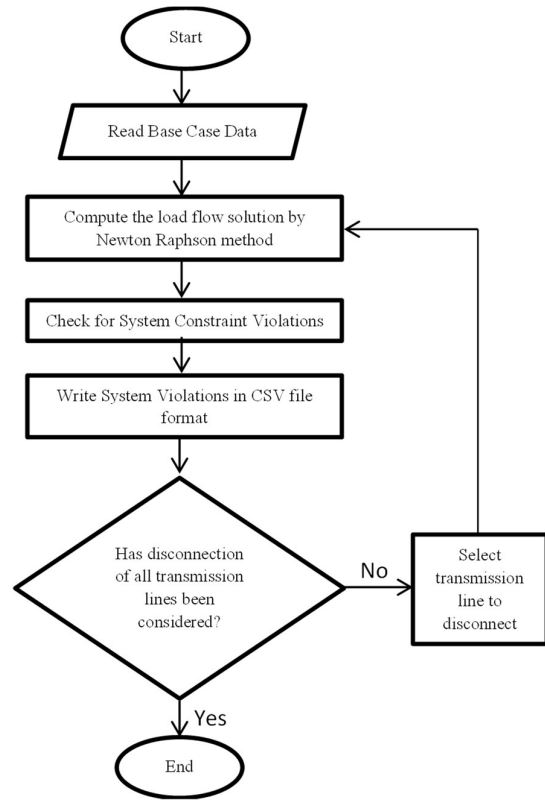 Start
Read Base Case Data
Compute the load flow solution by
Newton Raphson method
Check for System Constraint Violations
Write System Violations in CSV file
format
Has disconnection
of all transmission
lines been
considered?
No
Select
transmission
line to
disconnect
Yes
End